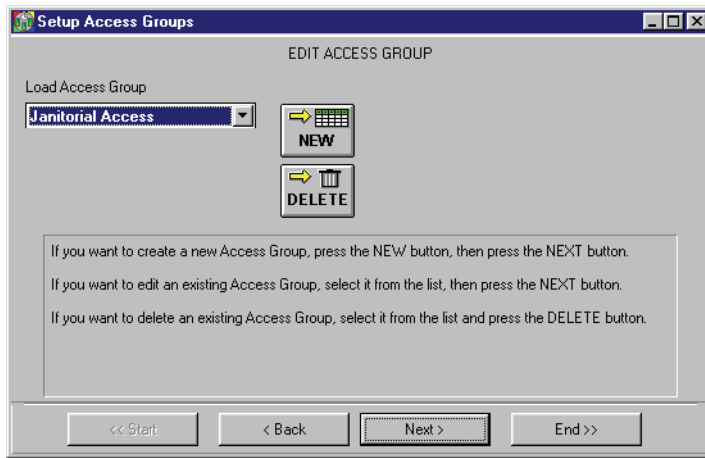 Setup Access Groups
EDIT ACCESS GROUP
Load Access Group
Janitorial Access
NEW
DELETE
If you want to create a new Access Group, press the NEW button, then press the NEXT button.
If you want to edit an existing Access Group, select it from the list, then press the NEXT button.
If you want to delete an existing Access Group, select it from the list and press the DELETE button.
<< Start < Back Next > End >>